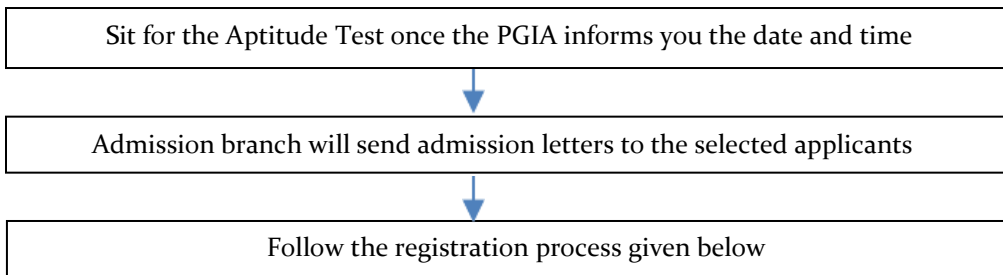 Sit for the Aptitude Test once the PGIA informs you the date and time
Admission branch will send admission letters to the selected applicants
Follow the registration process given below